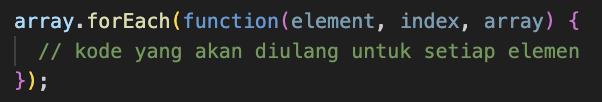 array.forEach(function(element, index, array) {
  // kode yang akan diulang untuk setiap elemen
});